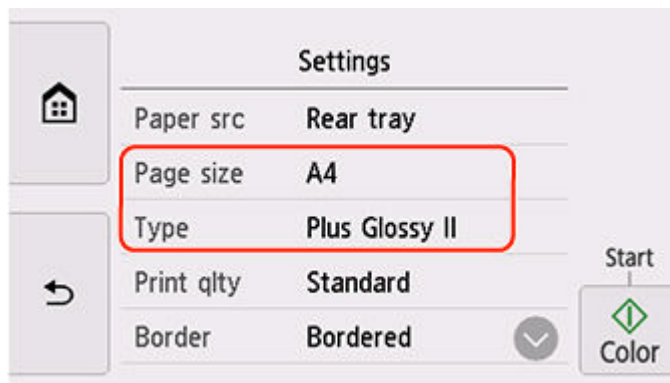 Settings
Paper src Rear tray
Page size A4
Type Plus Glossy II
Print qlty Standard
Border Bordered
Start
Color